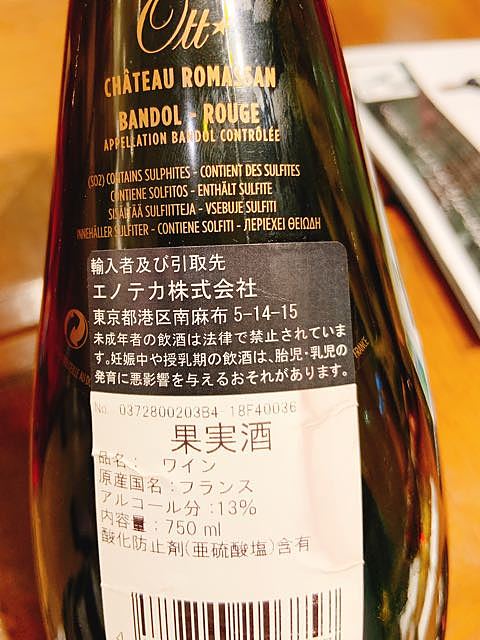 Ott★
CHÂTEAU ROMASSAN
BANDOL - ROUGE
APPELLATION BANDOL CONTRÔLÉE
(SO2) CONTAINS SULPHITES - CONTIENT DES SULFITES
CONTIENE SULFITOS - ENTHÄLT SULFITE
SISÄLTÄÄ SULFIITTEJA - VSEBUJE SULFITI
INNEHÅLLER SULFITER - CONTIENE SOLFITI - ΠΕΡΙΕΧΕΙ ΘΕΙΩΔΗ
輸入者及び引取先
エノテカ株式会社
東京都港区南麻布 5-14-15
未成年者の飲酒は法律で禁止されていま
す。妊娠中や授乳期の飲酒は、胎児・乳児の
発育に悪影響を与えるおそれがあります。
FRANCE
No. 0372800203B4- 18F40036
果実酒
品名： ワイン
原産国名：フランス
アルコール分：13%
内容量：750 ml
酸化防止剤(亜硫酸塩)含有